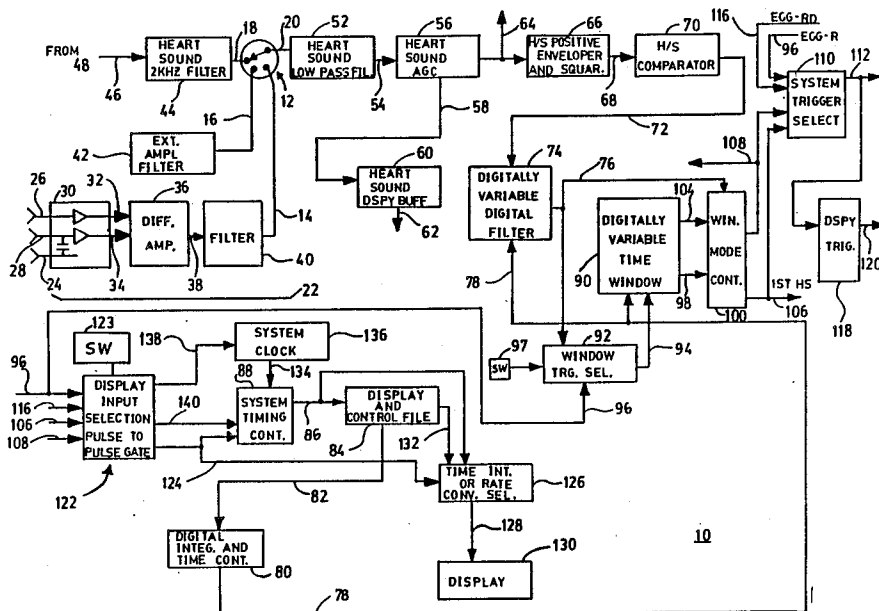 FROM
48
46
HEART
SOUND
2KHZ FILTER
44
18
20
12
16
52
HEART
SOUND
LOW PASS FIL.
54
56
HEART
SOUND
AGC
58
64
66
H/S POSITIVE
ENVELOPER
AND SQUAR.
68
70
H/S
COMPARATOR
72
116
ECG-RD
ECG-R
96
110
SYSTEM
TRIGGER
SELECT
112
42
EXT.
AMPL
FILTER
60
HEART
SOUND
DSPY BUFF
62
74
DIGITALLY
VARIABLE
DIGITAL
FILTER
76
108
26
30
32
36
DIFF.
AMP.
FILTER
14
28
24
34
38
40
22
78
90
DIGITALLY
VARIABLE
TIME
WINDOW
104
98
WIN.
MODE
CONT.
100
1ST HS
106
DSPY
TRIG.
120
118
123
SW
138
SYSTEM
CLOCK
136
134
96
116
106
108
DISPLAY
INPUT
SELECTION
PULSE TO
PULSE GATE
122
140
88
SYSTEM
TIMING
CONT.
86
DISPLAY
AND
CONTROL FILE
84
132
97
SW
92
WINDOW
TRG. SEL.
94
96
124
82
TIME INT.
OR RATE
CONV. SEL.
126
128
DIGITAL
INTEG. AND
TIME CONT.
80
130
DISPLAY
10
78